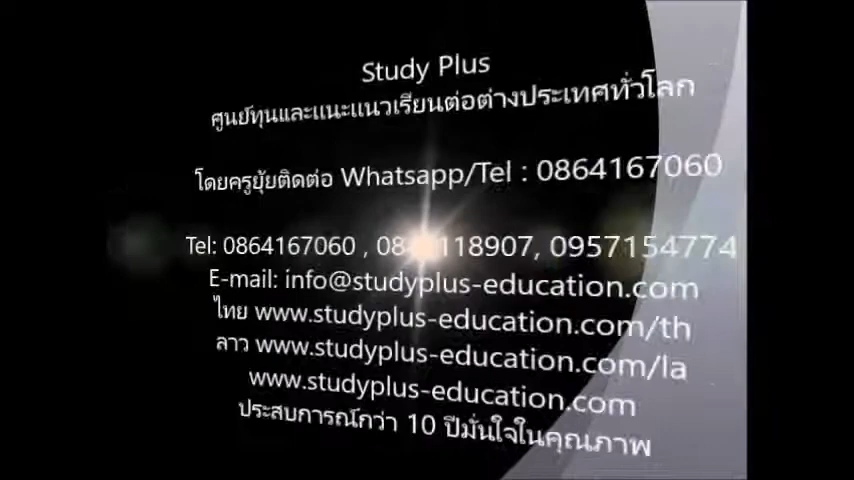 Study Plus
ศูนย์ทุนและแนะแนวเรียนต่อต่างประเทศทั่วโลก
โดยครูยุ้ยติดต่อ Whatsapp/Tel : 0864167060
Tel: 0864167060 , 0957154774
E-mail: info@studyplus-education.com
ไทย www.studyplus-education.com/th
ลาว www.studyplus-education.com/la
www.studyplus-education.com
ประสบการณ์กว่า 10 ปีมั่นใจในคุณภาพ